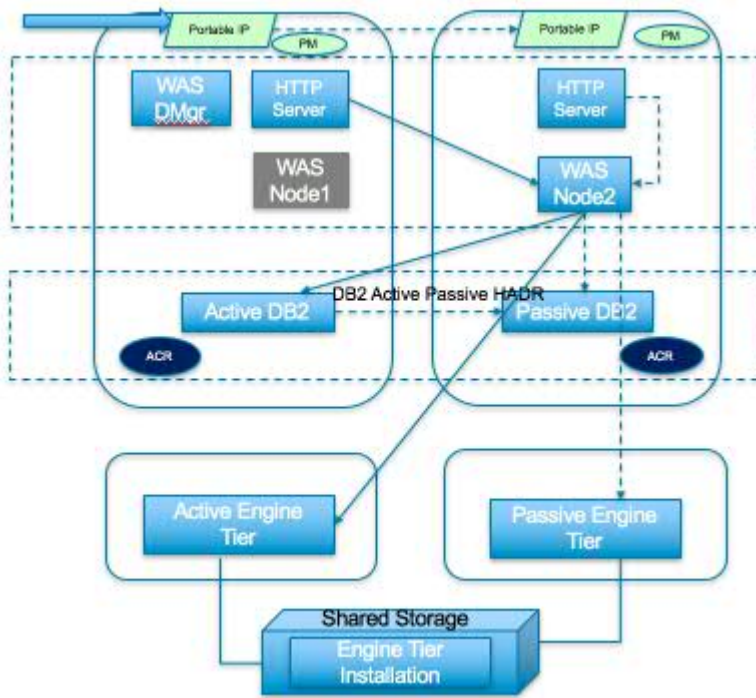 Portable IP
PM
Portable IP
PM
WAS
DMgr
HTTP
Server
HTTP
Server
WAS
Node1
WAS
Node2
DB2 Active Passive HADR
Active DB2
Passive DB2
ACR
ACR
Active Engine
Tier
Passive Engine
Tier
Shared Storage
Engine Tier
Installation